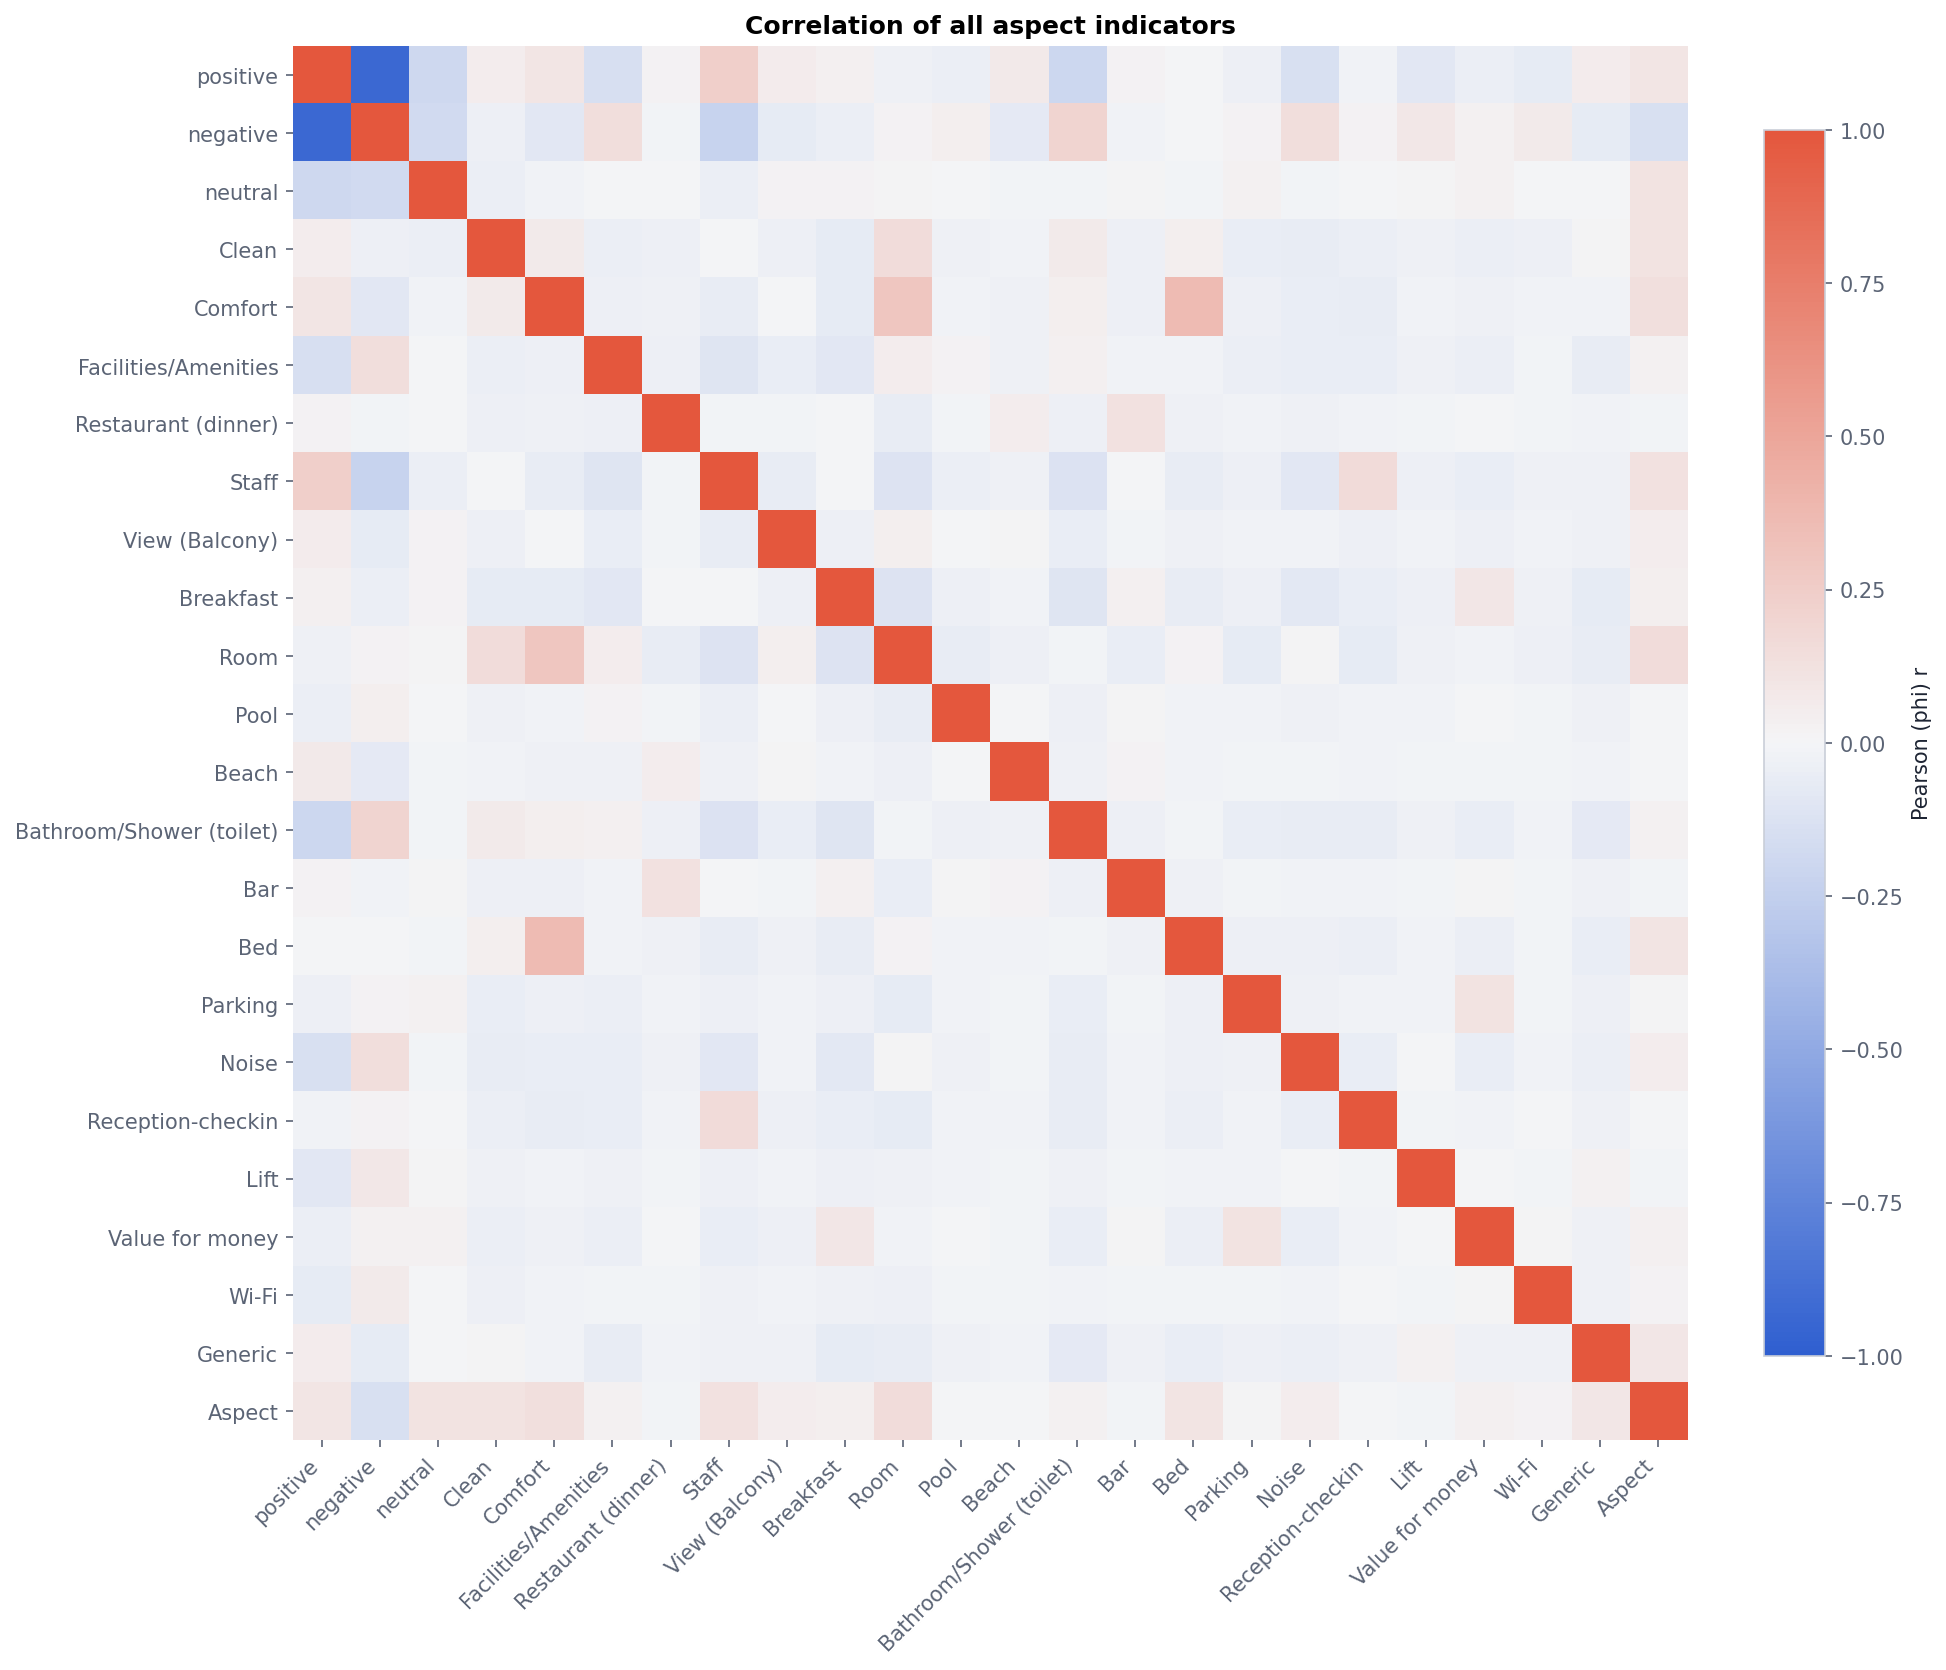 Correlation of all aspect indicators
positive
negative
neutral
Clean
Comfort
Facilities/Amenities
Restaurant (dinner)
Staff
View (Balcony)
Breakfast
Room
Pool
Beach
Bathroom/Shower (toilet)
Bar
Bed
Parking
Noise
Reception-checkin
Lift
Value for money
Wi-Fi
Generic
Aspect
positive
negative
neutral
Clean
Comfort
Facilities/Amenities
Restaurant (dinner)
Staff
View (Balcony)
Breakfast
Room
Pool
Beach
Bathroom/Shower (toilet)
Bar
Bed
Parking
Noise
Reception-checkin
Lift
Value for money
Wi-Fi
Generic
Aspect
1.00
0.75
0.50
0.25
0.00
−0.25
−0.50
−0.75
−1.00
Pearson (phi) r